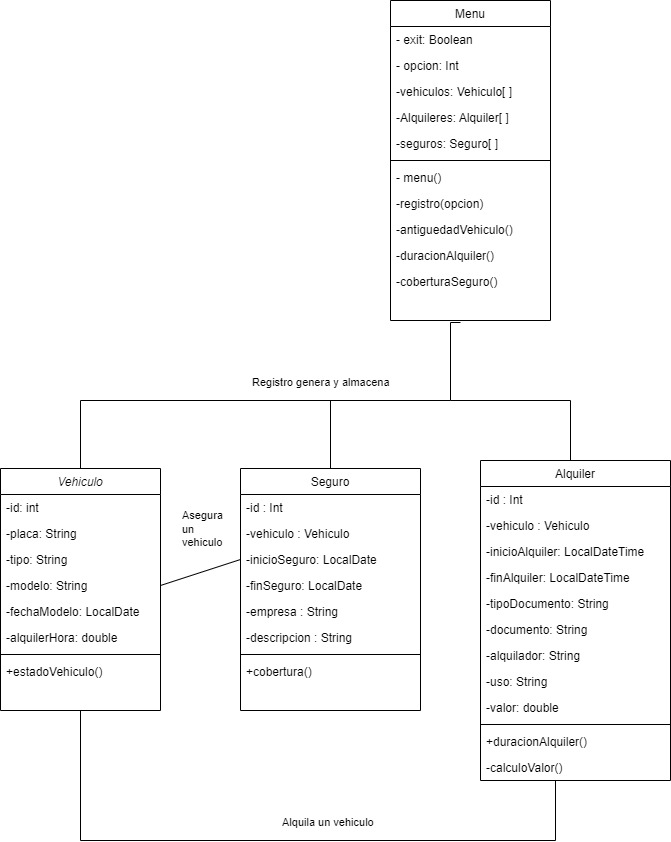 Menu
- exit: Boolean
- opcion: Int
-vehiculos: Vehiculo[ ]
-Alquileres: Alquiler[ ]
-seguros: Seguro[ ]
- menu()
-registro(opcion)
-antiguedadVehiculo()
-duracionAlquiler()
-coberturaSeguro()
Registro genera y almacena
Vehiculo
-id: int
-placa: String
-tipo: String
-modelo: String
-fechaModelo: LocalDate
-alquilerHora: double
+estadoVehiculo()
Asegura
un
vehiculo
Seguro
-id : Int
-vehiculo : Vehiculo
-inicioSeguro: LocalDate
-finSeguro: LocalDate
-empresa : String
-descripcion : String
+cobertura()
Alquiler
-id : Int
-vehiculo : Vehiculo
-inicioAlquiler: LocalDateTime
-finAlquiler: LocalDateTime
-tipoDocumento: String
-documento: String
-alquilador: String
-uso: String
-valor: double
+duracionAlquiler()
-calculoValor()
Alquila un vehiculo